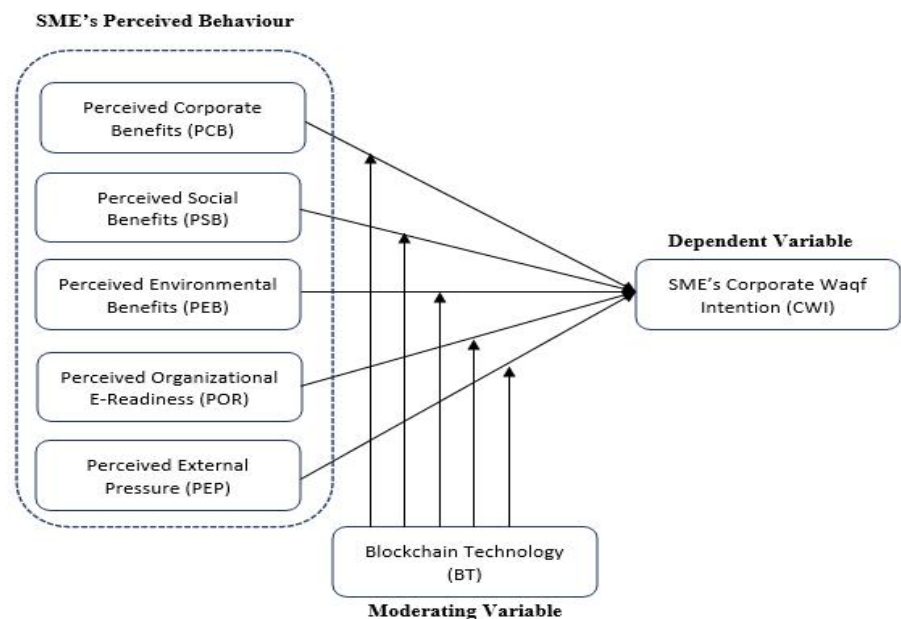 SME's Perceived Behaviour
Perceived Corporate
Benefits (PCB)
Perceived Social
Benefits (PSB)
Perceived Environmental
Benefits (PEB)
Perceived Organizational
E-Readiness (POR)
Perceived External
Pressure (PEP)
Dependent Variable
SME's Corporate Waqf
Intention (CWI)
Blockchain Technology
(BT)
Moderating Variable